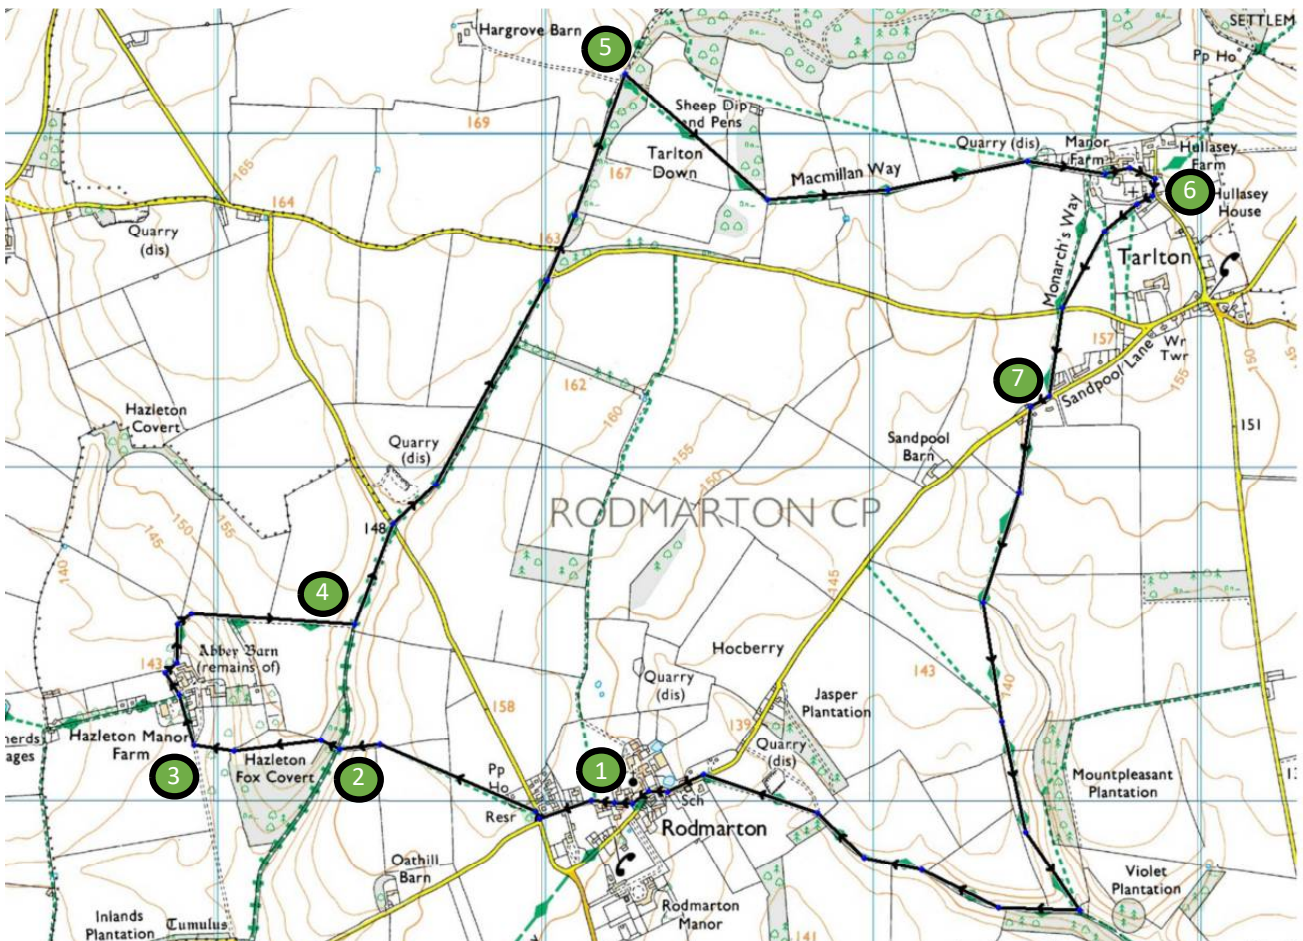 SETTLEM
Hargrove Barn
5
Pp Ho
169
Sheep Dip
and Pens
Quarry (dis)
Manor
Farm
Hullasey
Farm
165
Tarlton
Down
167
Macmillan Way
6
Hullasey
House
164
Quarry
(dis)
163
Monarch's Way
Tarlton
157
Wr
Twr
150
145
155
162
7
Sandpool Lane
160
Hazleton
Covert
151
155
Quarry
(dis)
Sandpool
Barn
150
RODMARTON CP
155
150
145
148
140
145
4
Hocberry
143
Abbey Barn
(remains of)
143
140
Quarry
(dis)
Jasper
Plantation
158
139
Hazleton Manor
Farm
Hazleton
Fox Covert
3
2
Quarry
(dis)
Pp
Ho
1
Sch
Mountpleasant
Plantation
Resr
Rodmarton
Oathill
Barn
Violet
Plantation
Rodmarton
Manor
Inlands
Plantation
Tumulus
141